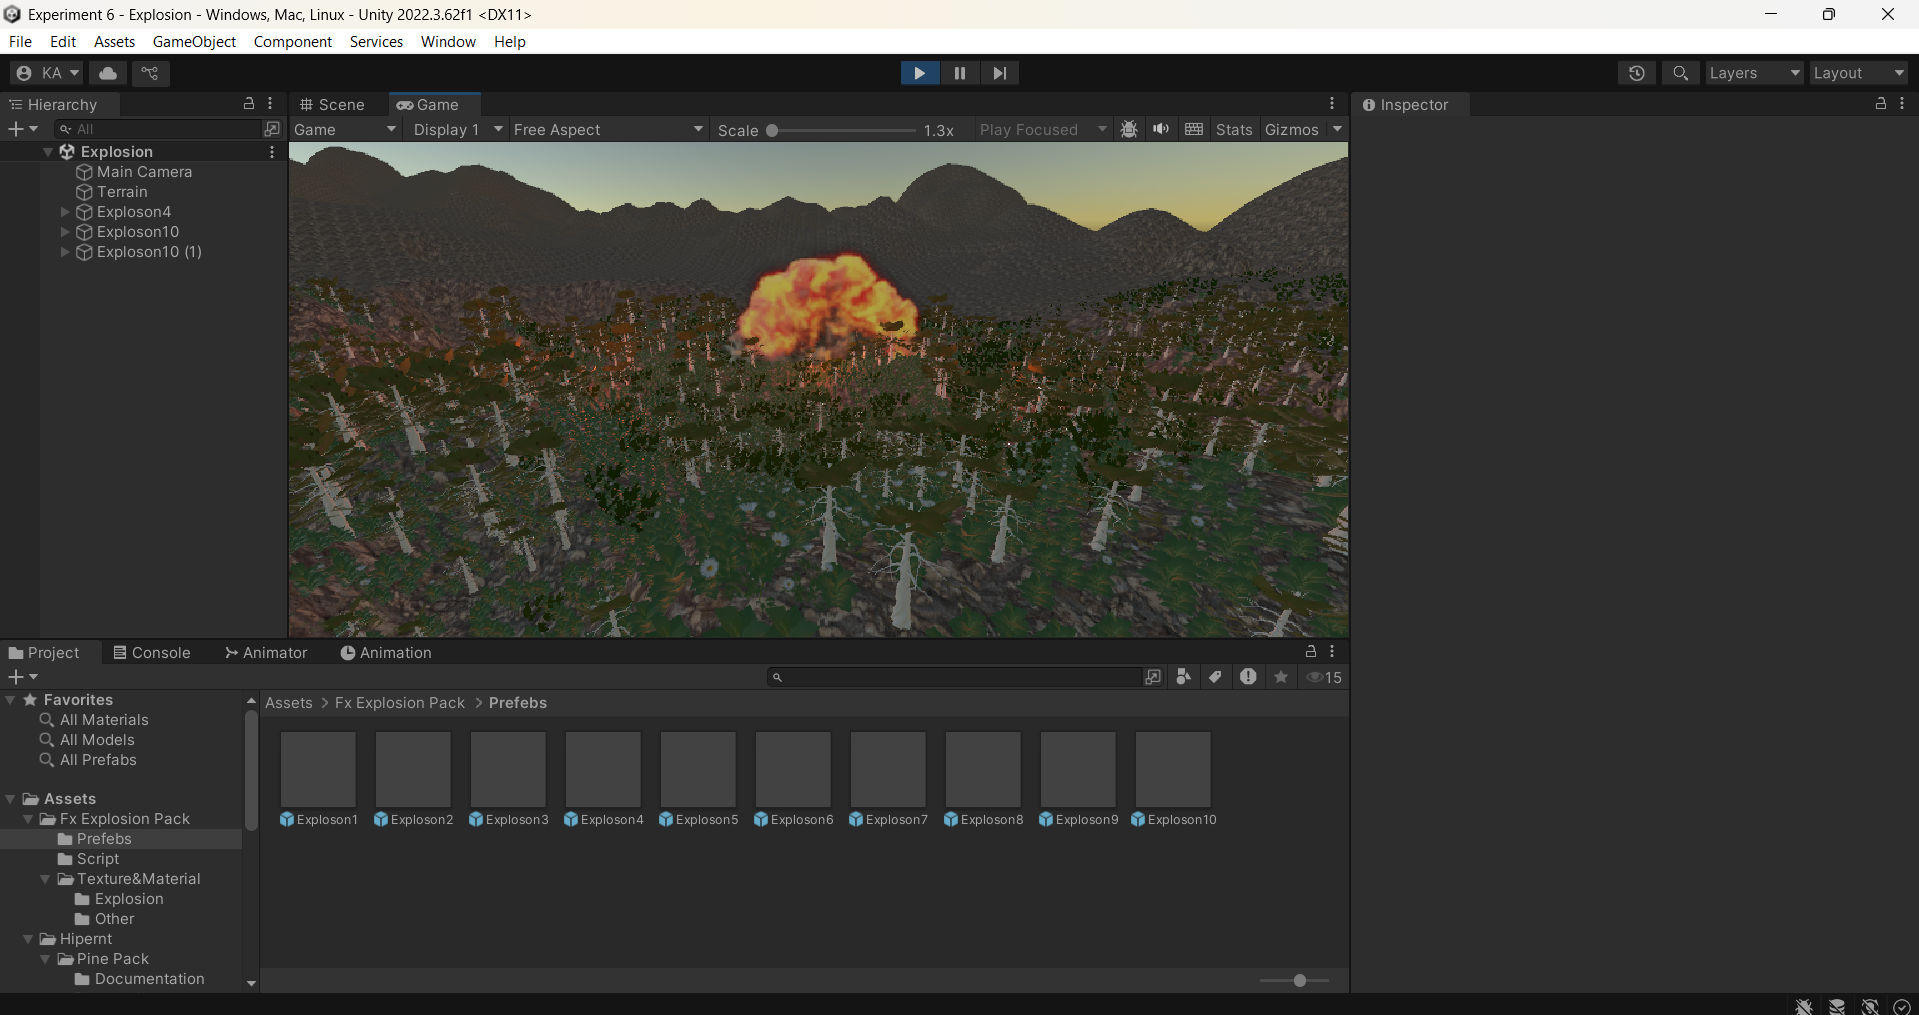 Experiment 6 - Explosion - Windows, Mac, Linux - Unity 2022.3.62f1 <DX11>
File Edit Assets GameObject Component Services Window Help
KA Layers Layout
Hierarchy Scene Game Inspector
All Game Display 1 Free Aspect Scale 1.3x Play Focused Stats Gizmos
Explosion
Main Camera
Terrain
Exploson4
Exploson10
Exploson10 (1)
Project Console Animator Animation
15
Favorites
All Materials
All Models
All Prefabs
Assets
Fx Explosion Pack
Prefebs
Script
Texture&Material
Explosion
Other
Hipernt
Pine Pack
Documentation
Assets > Fx Explosion Pack > Prefebs
Exploson1 Exploson2 Exploson3 Exploson4 Exploson5 Exploson6 Exploson7 Exploson8 Exploson9 Exploson10